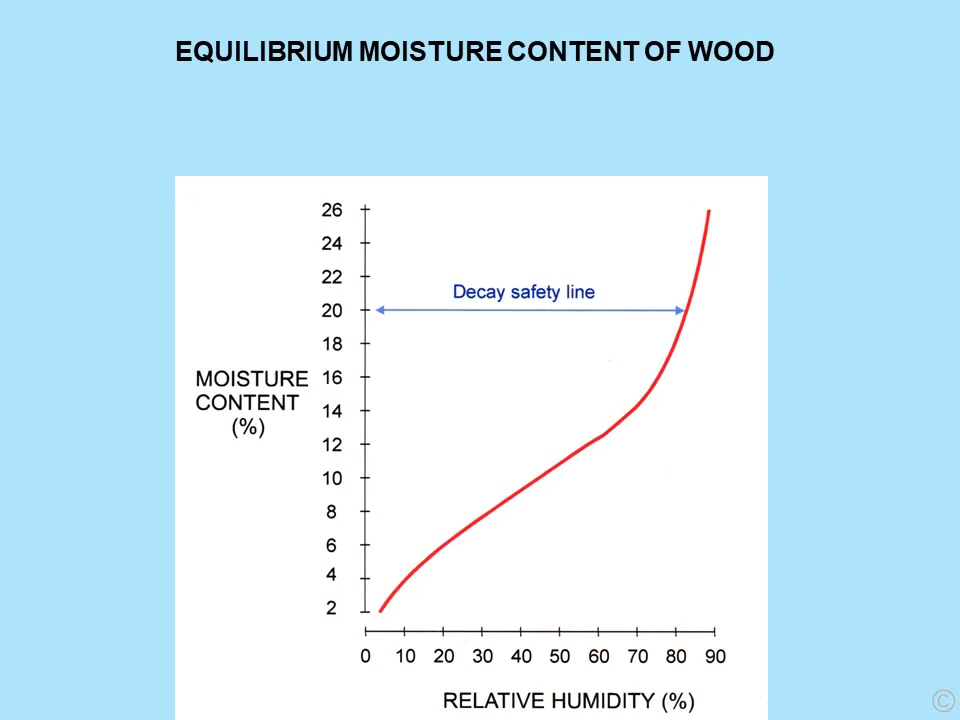 EQUILIBRIUM MOISTURE CONTENT OF WOOD
26
24
22
Decay safety line
20
18
MOISTURE
CONTENT
(%)
16
14
12
10
8
6
4
2
0 10 20 30 40 50 60 70 80 90
RELATIVE HUMIDITY (%)
©